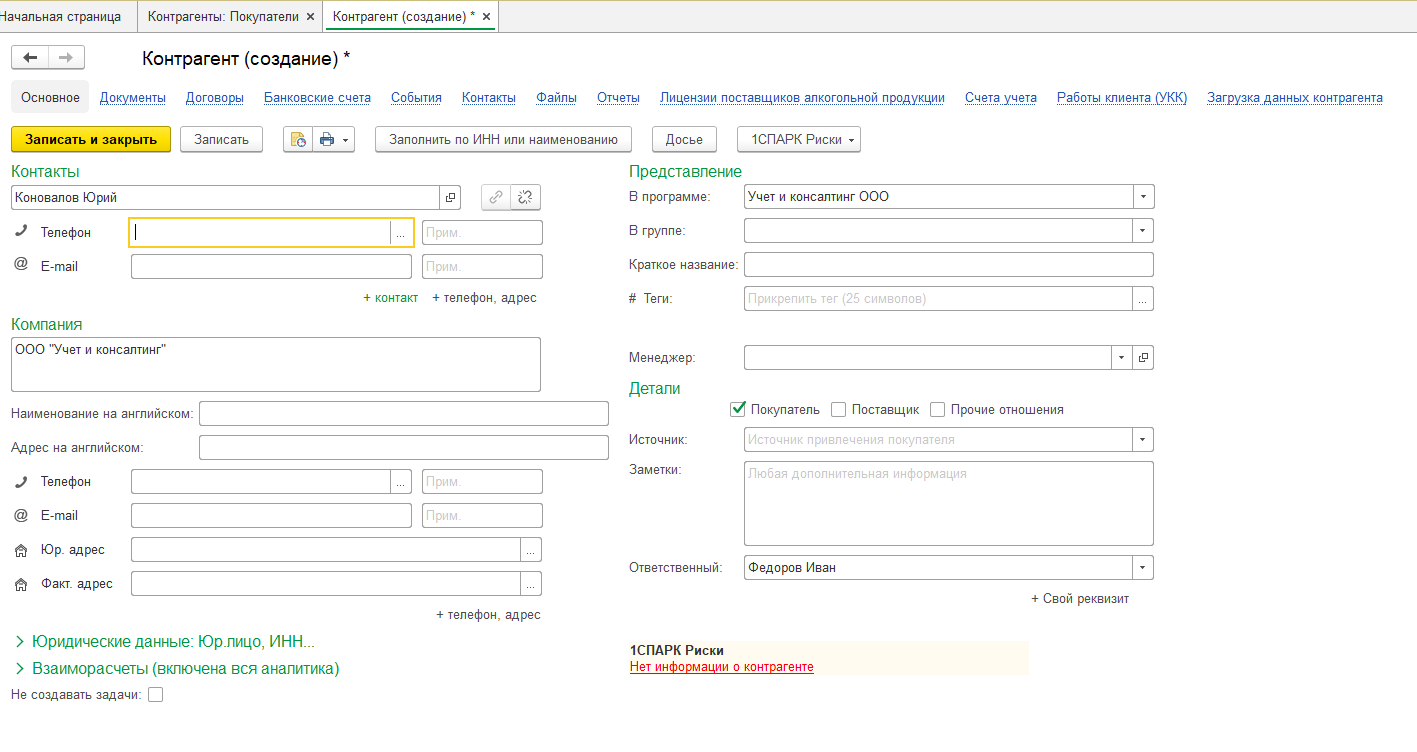 Начальная страница
Контрагенты: Покупатели ×
Контрагент (создание) * ×
Контрагент (создание) *
Основное Документы Договоры Банковские счета События Контакты Файлы Отчеты Лицензии поставщиков алкогольной продукции Счета учета Работы клиента (УКК) Загрузка данных контрагента
Записать и закрыть Записать Заполнить по ИНН или наименованию Досье 1СПАРК Риски
Контакты
Коновалов Юрий
Телефон ... Прим.
@ E-mail Прим.
+ контакт + телефон, адрес
Компания
ООО "Учет и консалтинг"
Наименование на английском:
Адрес на английском:
Телефон ... Прим.
@ E-mail Прим.
Юр. адрес ...
Факт. адрес ...
+ телефон, адрес
Юридические данные: Юр.лицо, ИНН...
Взаиморасчеты (включена вся аналитика)
Не создавать задачи:
Представление
В программе: Учет и консалтинг ООО
В группе:
Краткое название:
# Теги: Прикрепить тег (25 символов) ...
Менеджер:
Детали
Покупатель Поставщик Прочие отношения
Источник: Источник привлечения покупателя
Заметки: Любая дополнительная информация
Ответственный: Федоров Иван
+ Свой реквизит
1СПАРК Риски
Нет информации о контрагенте